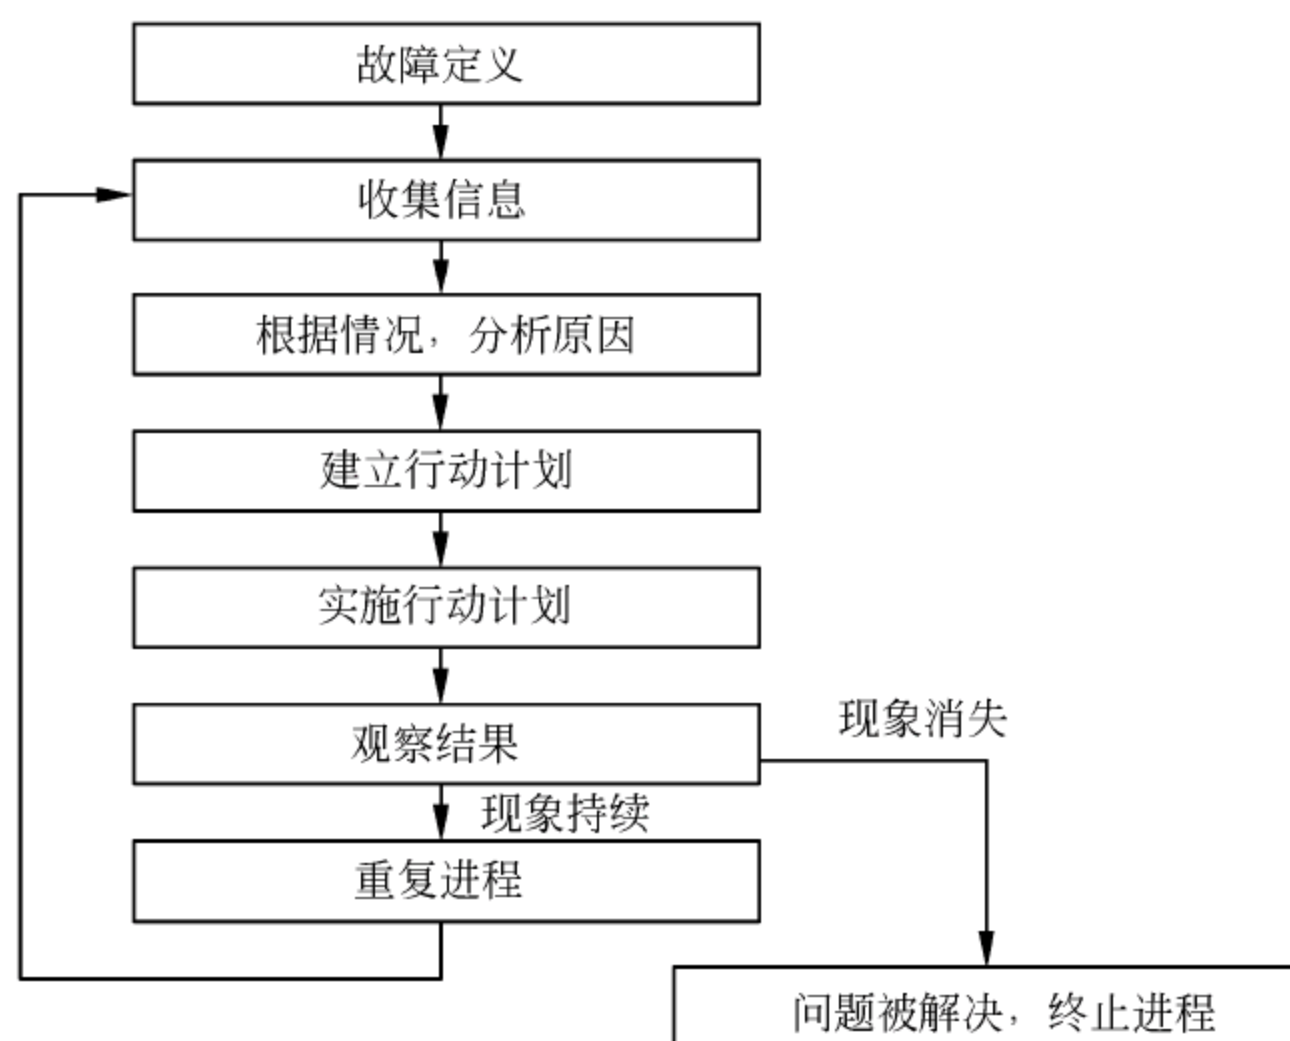 故障定义
收集信息
根据情况，分析原因
建立行动计划
实施行动计划
观察结果
现象消失
现象持续
重复进程
问题被解决，终止进程